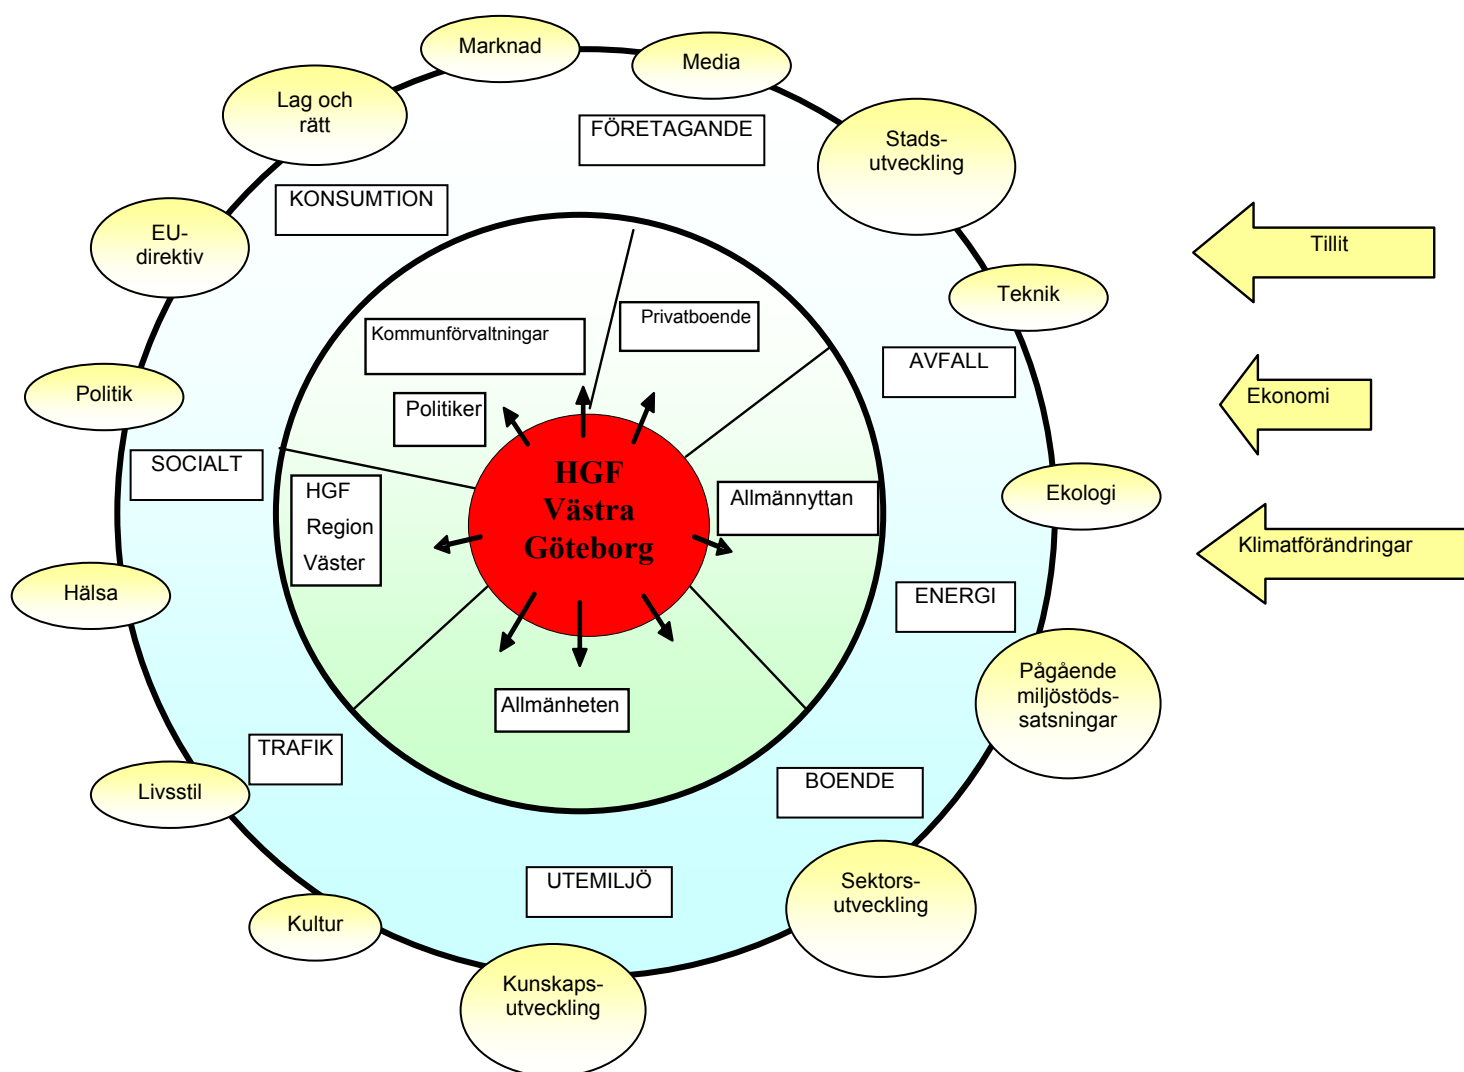 Marknad
Media
Lag och
rätt
FÖRETAGANDE
Stads-
utveckling
KONSUMTION
EU-
direktiv
Tillit
Teknik
Privatboende
Kommunförvaltningar
AVFALL
Politik
Ekonomi
Politiker
SOCIALT
HGF
Västra
Göteborg
HGF
Region
Väster
Allmännyttan
Ekologi
Klimatförändringar
Hälsa
ENERGI
Pågående
miljöstöds-
satsningar
Allmänheten
TRAFIK
BOENDE
Livsstil
UTEMILJÖ
Sektors-
utveckling
Kultur
Kunskaps-
utveckling